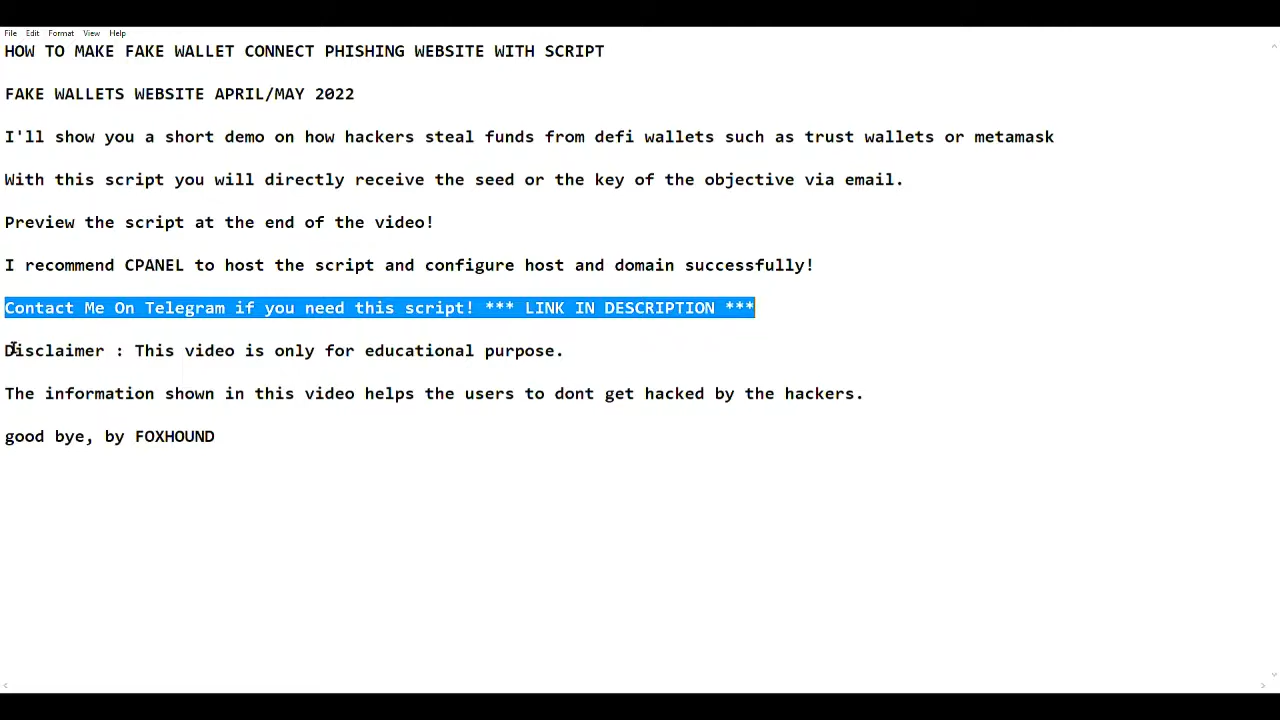 File Edit Format View Help
HOW TO MAKE FAKE WALLET CONNECT PHISHING WEBSITE WITH SCRIPT
FAKE WALLETS WEBSITE APRIL/MAY 2022
I'll show you a short demo on how hackers steal funds from defi wallets such as trust wallets or metamask
With this script you will directly receive the seed or the key of the objective via email.
Preview the script at the end of the video!
I recommend CPANEL to host the script and configure host and domain successfully!
Contact Me On Telegram if you need this script! *** LINK IN DESCRIPTION ***
Disclaimer : This video is only for educational purpose.
The information shown in this video helps the users to dont get hacked by the hackers.
good bye, by FOXHOUND